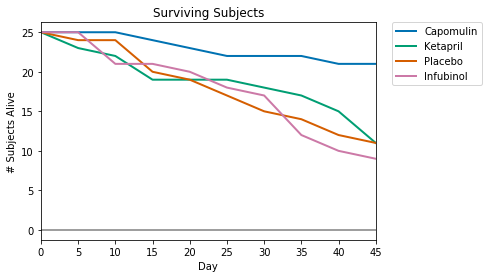 Surviving Subjects
Capomulin
Ketapril
Placebo
Infubinol
# Subjects Alive
25
20
15
10
5
0
0 5 10 15 20 25 30 35 40 45
Day